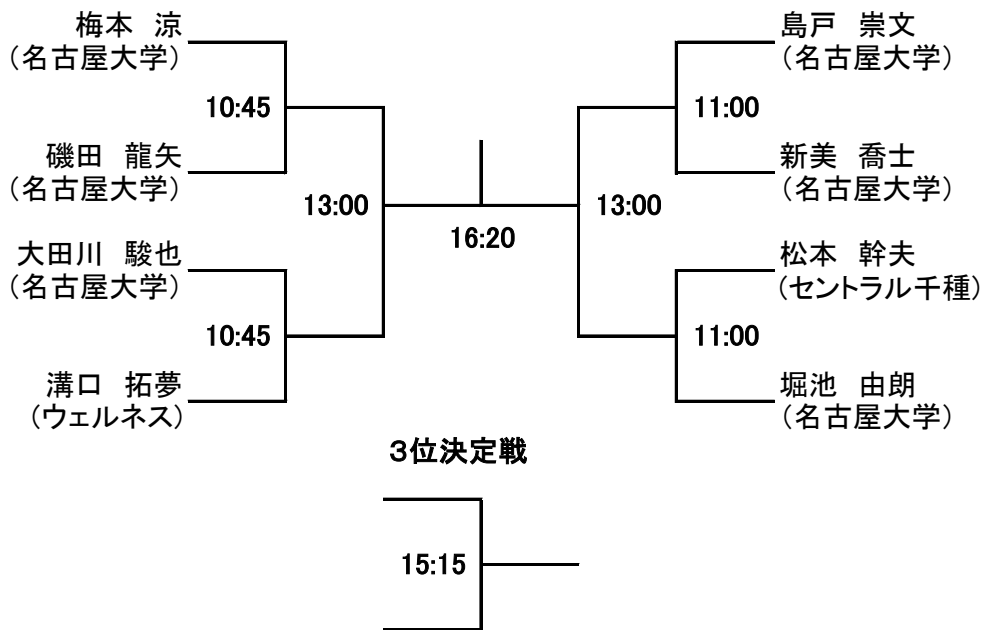 梅本　涼
（名古屋大学）
10:45
磯田　龍矢
（名古屋大学）
大田川　駿也
（名古屋大学）
10:45
溝口　拓夢
（ウェルネス）
13:00
16:20
13:00
島戸　崇文
（名古屋大学）
11:00
新美　喬士
（名古屋大学）
松本　幹夫
（セントラル千種）
11:00
堀池　由朗
（名古屋大学）
３位決定戦
15:15